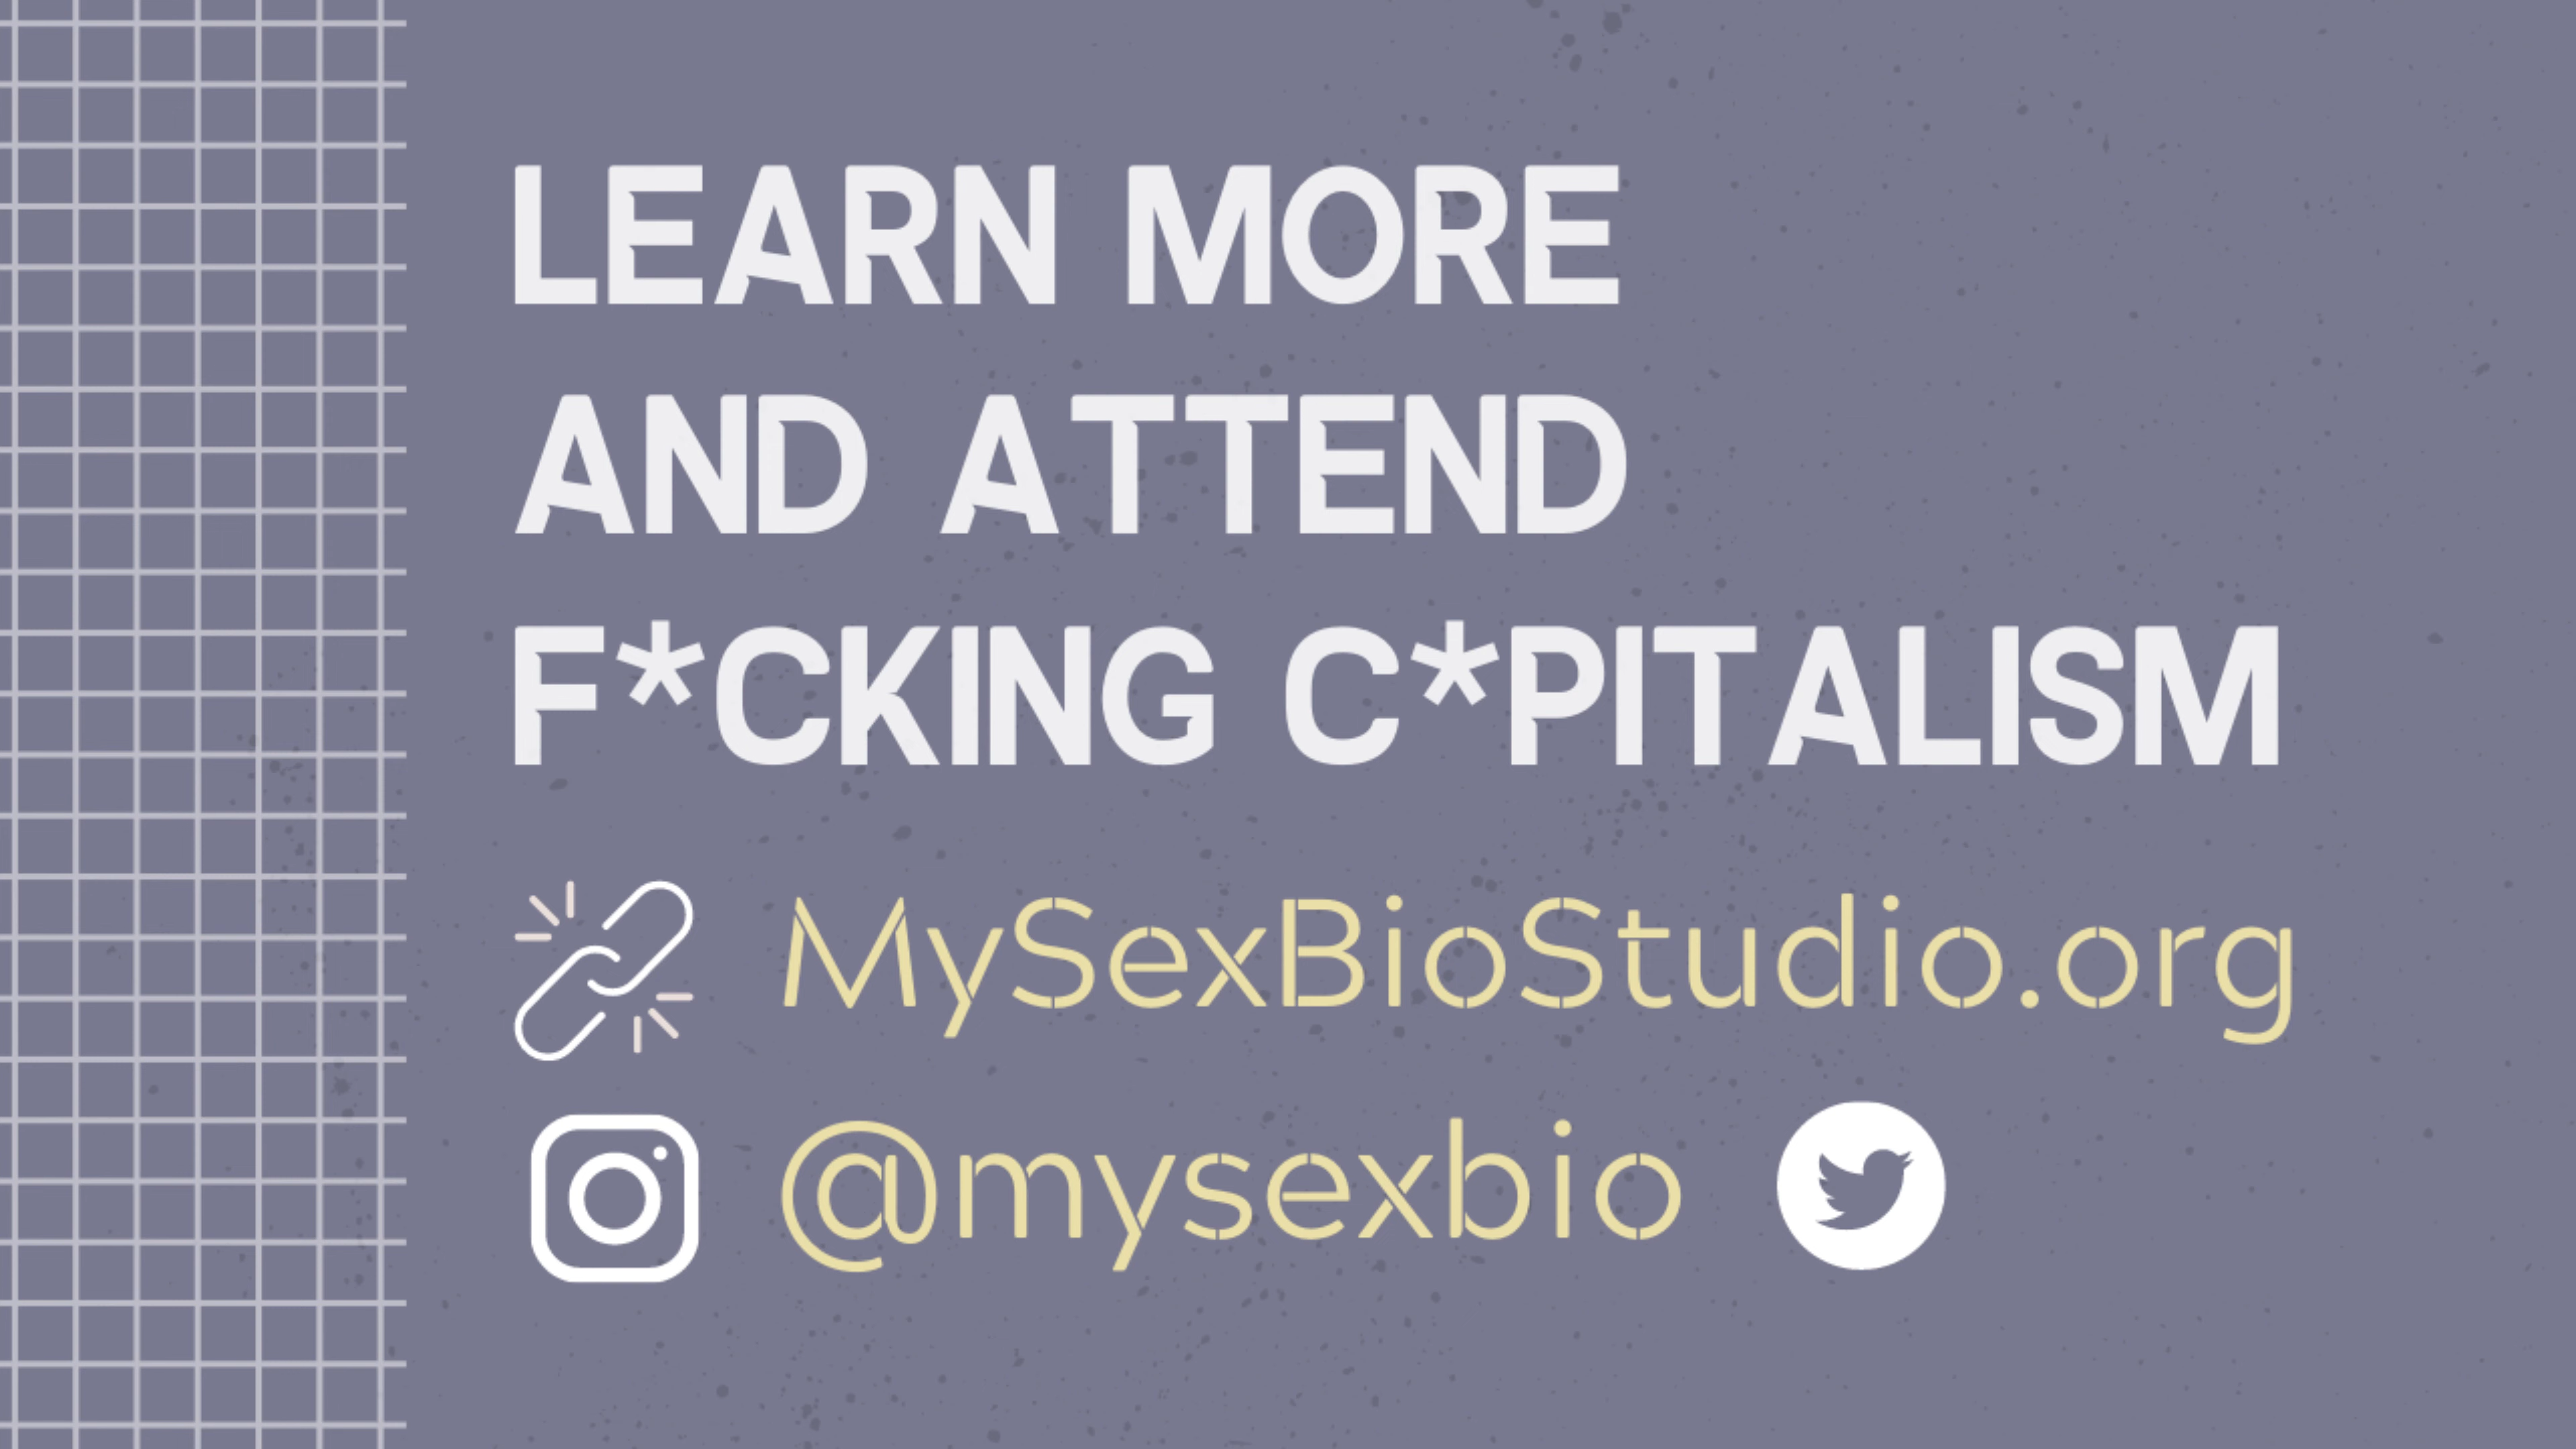 LEARN MORE
AND ATTEND
F*CKING C*PITALISM
MySexBioStudio.org
@mysexbio